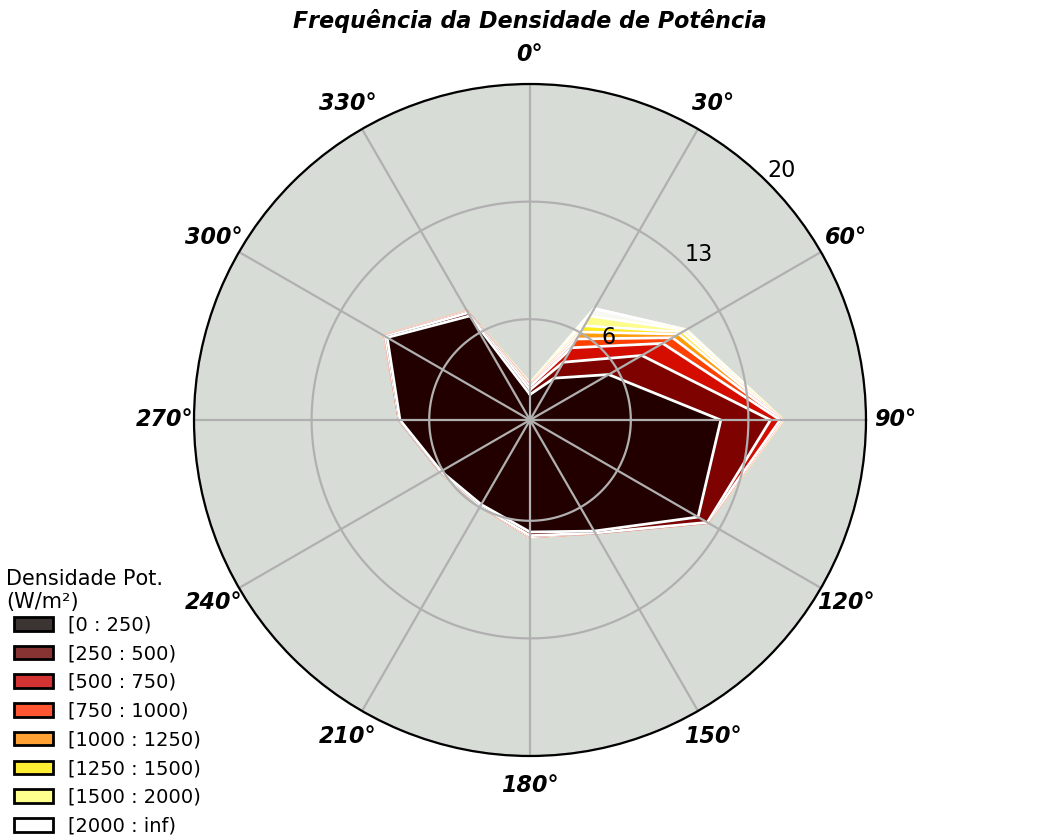 Frequência da Densidade de Potência
0°
330°
30°
20
300°
60°
13
6
270°
90°
240°
120°
210°
150°
180°
Densidade Pot.
(W/m²)
[0 : 250)
[250 : 500)
[500 : 750)
[750 : 1000)
[1000 : 1250)
[1250 : 1500)
[1500 : 2000)
[2000 : inf)